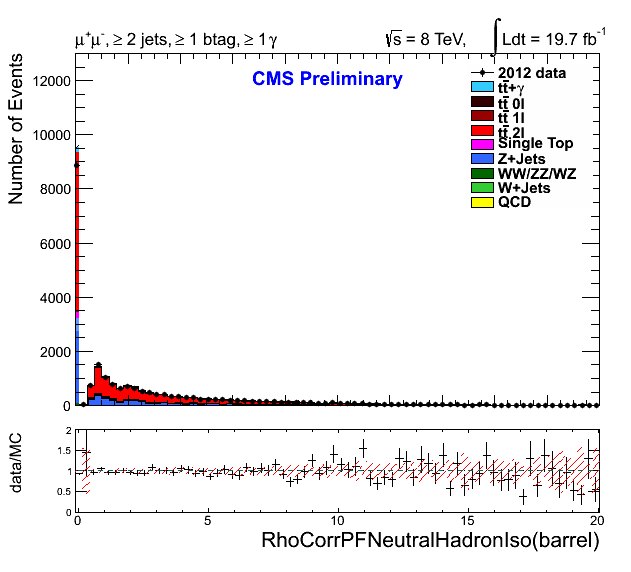 μ⁺μ⁻, ≥ 2 jets, ≥ 1 btag, ≥ 1 γ √s = 8 TeV, ∫ Ldt = 19.7 fb⁻¹
CMS Preliminary
2012 data
tt̄+γ
tt̄ 0l
tt̄ 1l
tt̄ 2l
Single Top
Z+Jets
WW/ZZ/WZ
W+Jets
QCD
Number of Events
12000
10000
8000
6000
4000
2000
0
data/MC
2
1.5
1
0.5
0
0 5 10 15 20
RhoCorrPFNeutralHadronIso(barrel)